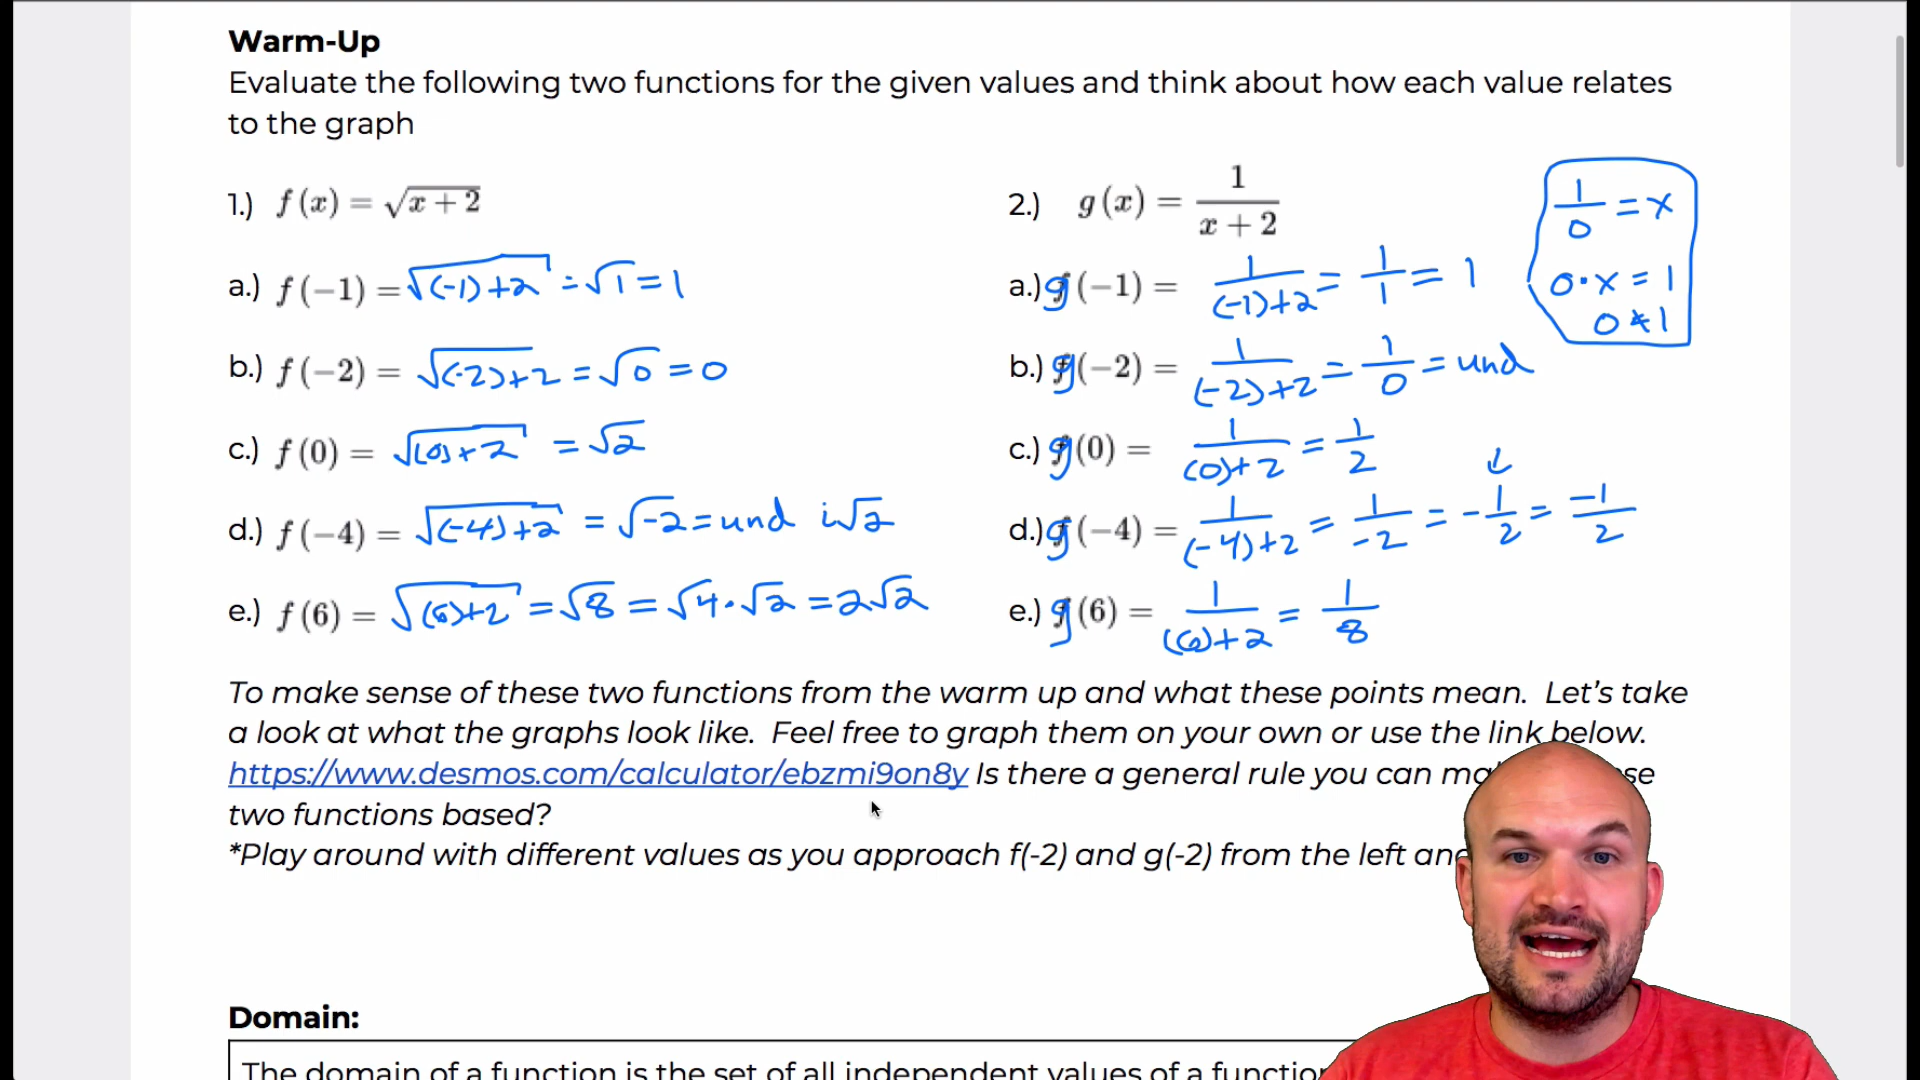 Warm-Up
Evaluate the following two functions for the given values and think about how each value relates
to the graph
1.) f(x) = √(x + 2)
a.) f(−1) = √((-1)+2) = √1 = 1
b.) f(−2) = √((-2)+2) = √0 = 0
c.) f(0) = √((0)+2) = √2
d.) f(−4) = √((-4)+2) = √-2 = und i√2
e.) f(6) = √((6)+2) = √8 = √4 · √2 = 2√2
2.) g(x) = 1/(x + 2)
a.) g(−1) = 1/((-1)+2) = 1/1 = 1
b.) g(−2) = 1/((-2)+2) = 1/0 = und
c.) g(0) = 1/((0)+2) = 1/2
d.) g(−4) = 1/((-4)+2) = 1/-2 = -1/2 = -1/2
e.) g(6) = 1/((6)+2) = 1/8
1/0 = x
0·x = 1
0 ≠ 1
To make sense of these two functions from the warm up and what these points mean. Let's take
a look at what the graphs look like. Feel free to graph them on your own or use the link below.
https://www.desmos.com/calculator/ebzmi9on8y Is there a general rule you can
two functions based?
*Play around with different values as you approach f(-2) and g(-2) from the left
Domain:
The domain of a function is the set of all independent values of a function